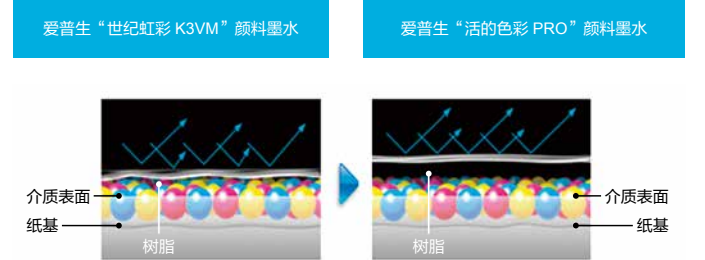 爱普生“世纪虹彩 K3VM”颜料墨水
爱普生“活的色彩 PRO”颜料墨水
介质表面
纸基
树脂
介质表面
纸基
树脂